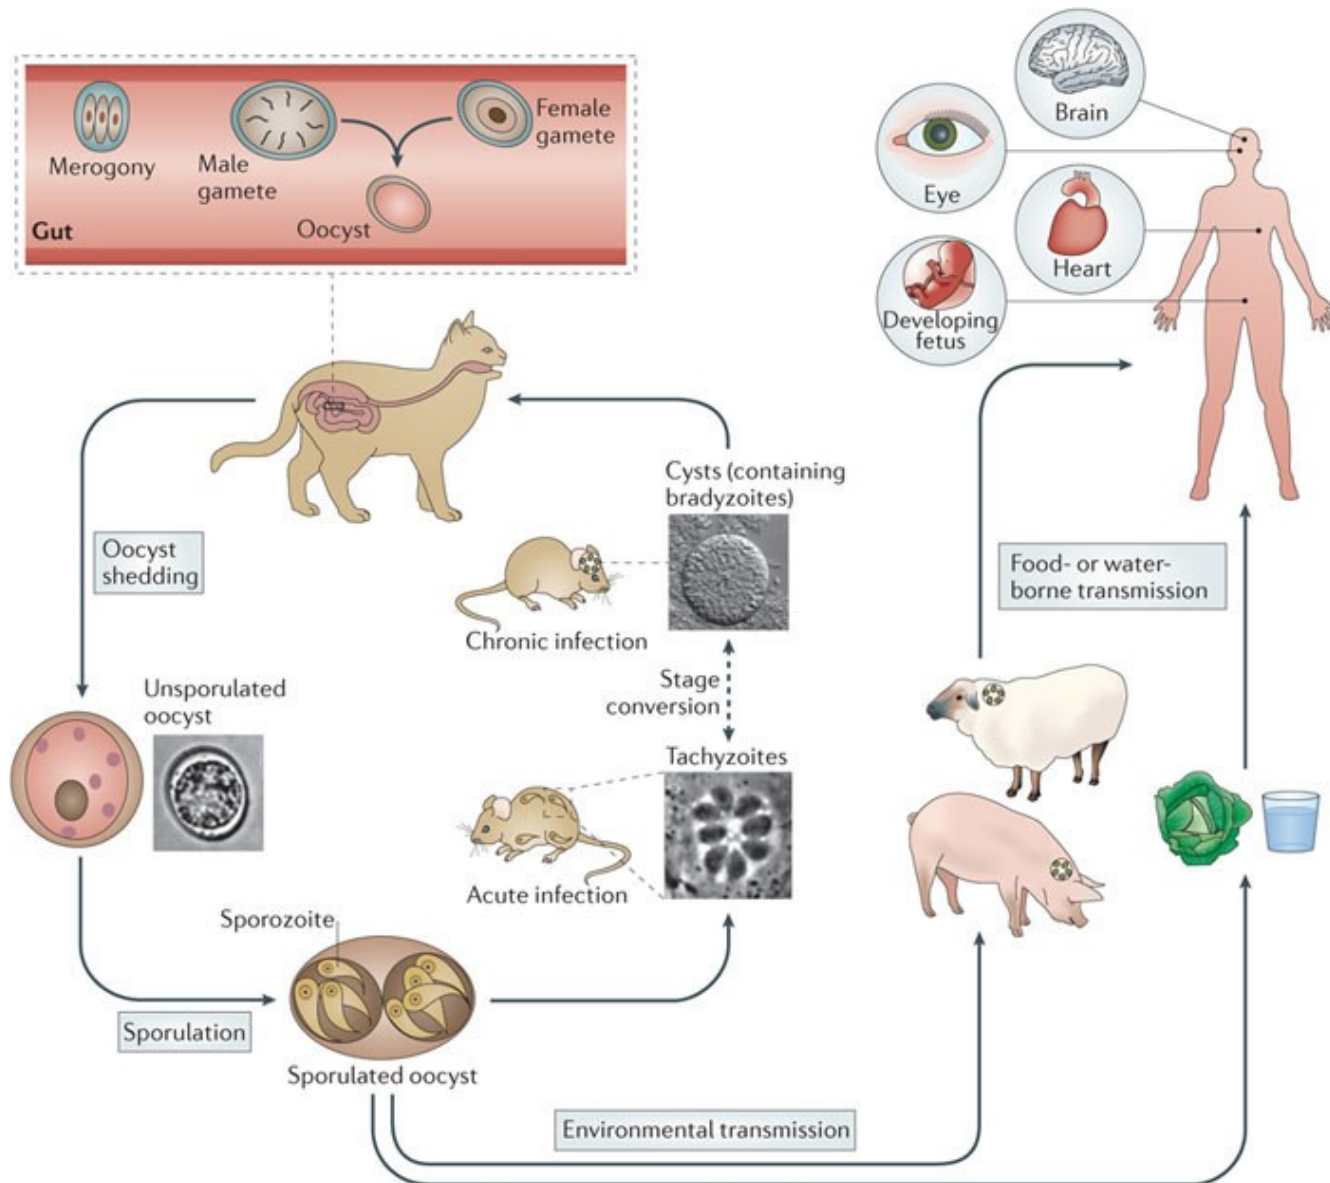 Merogony
Male
gamete
Female
gamete
Oocyst
Gut
Brain
Eye
Heart
Developing
fetus
Oocyst
shedding
Cysts (containing
bradyzoites)
Chronic infection
Stage
conversion
Unsporulated
oocyst
Tachyzoites
Acute infection
Sporozoite
Sporulation
Sporulated oocyst
Food- or water-
borne transmission
Environmental transmission